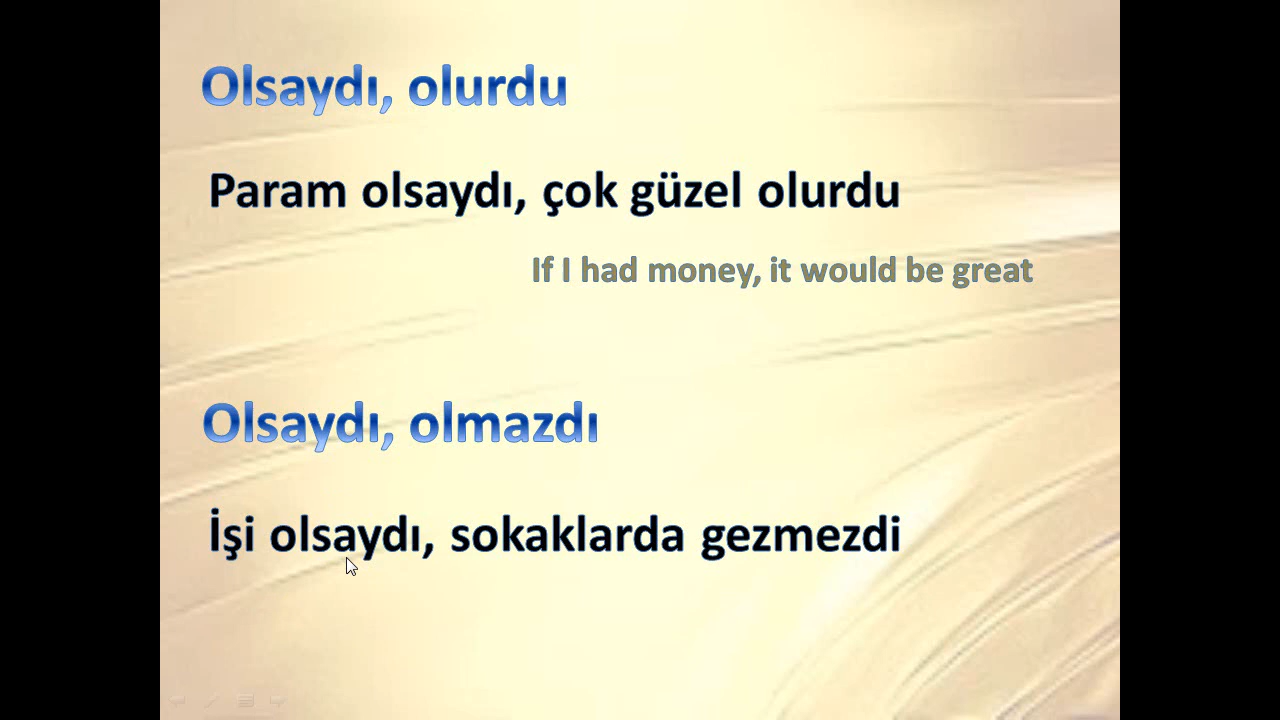 Olsaydı, olurdu
Param olsaydı, çok güzel olurdu
If I had money, it would be great
Olsaydı, olmazdı
İşi olsaydı, sokaklarda gezmezdi